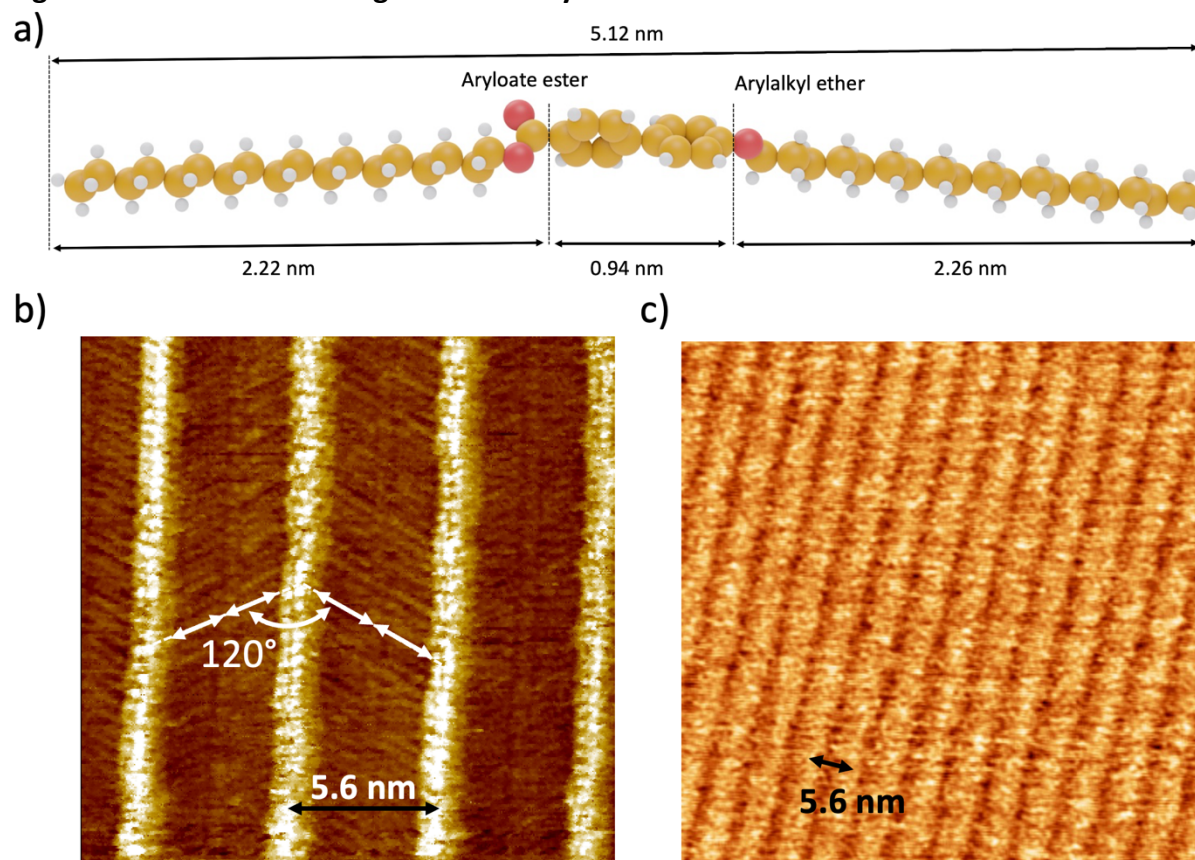 a)
5.12 nm
Aryloate ester
Arylalkyl ether
2.22 nm
0.94 nm
2.26 nm
b)
c)
120°
5.6 nm
5.6 nm